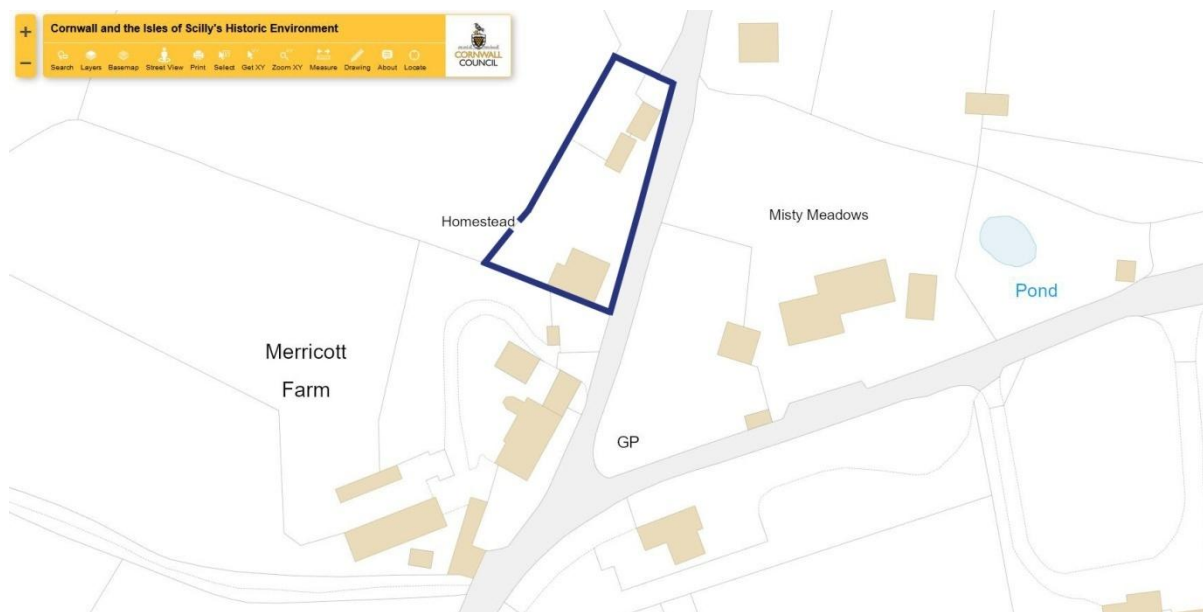 +
Cornwall and the Isles of Scilly's Historic Environment
Search Layers Basemap Street View Print Select Get XY Zoom XY Measure Drawing About Locate
CORNWALL
COUNCIL
−
Homestead
Misty Meadows
Pond
Merricott
Farm
GP